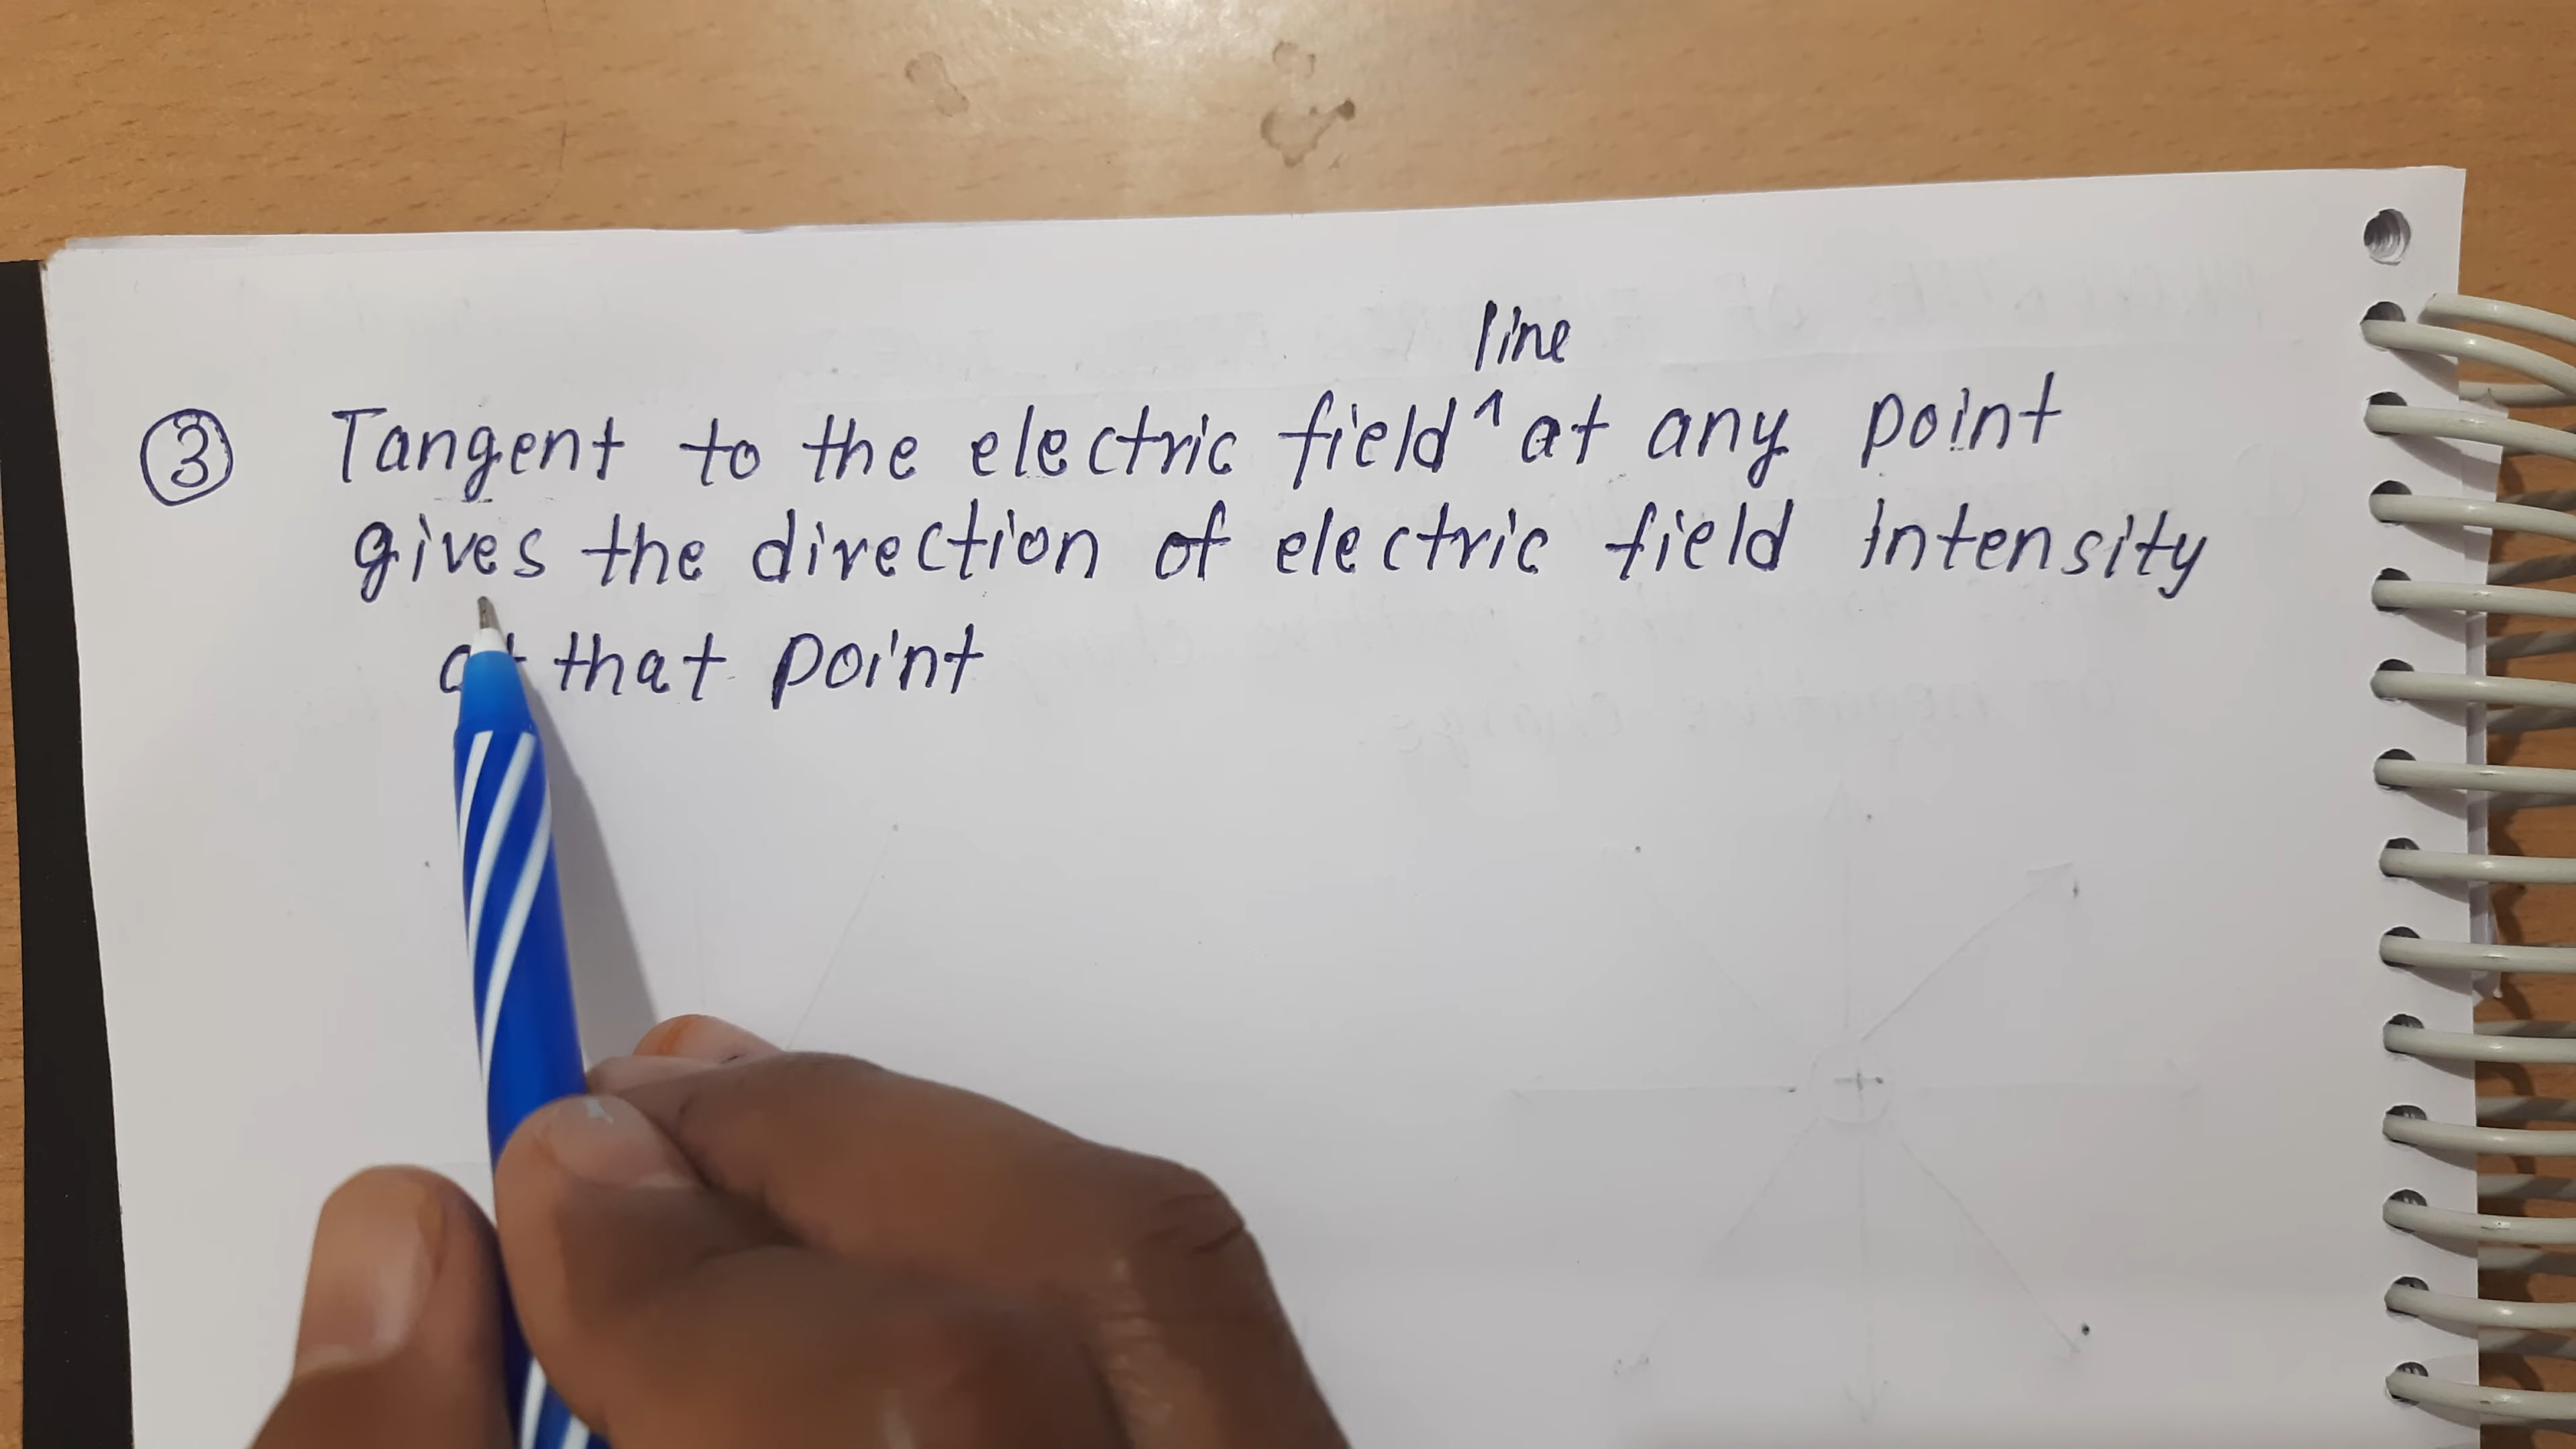 line
③ Tangent to the electric field ^ at any point
gives the direction of electric field intensity
at that point